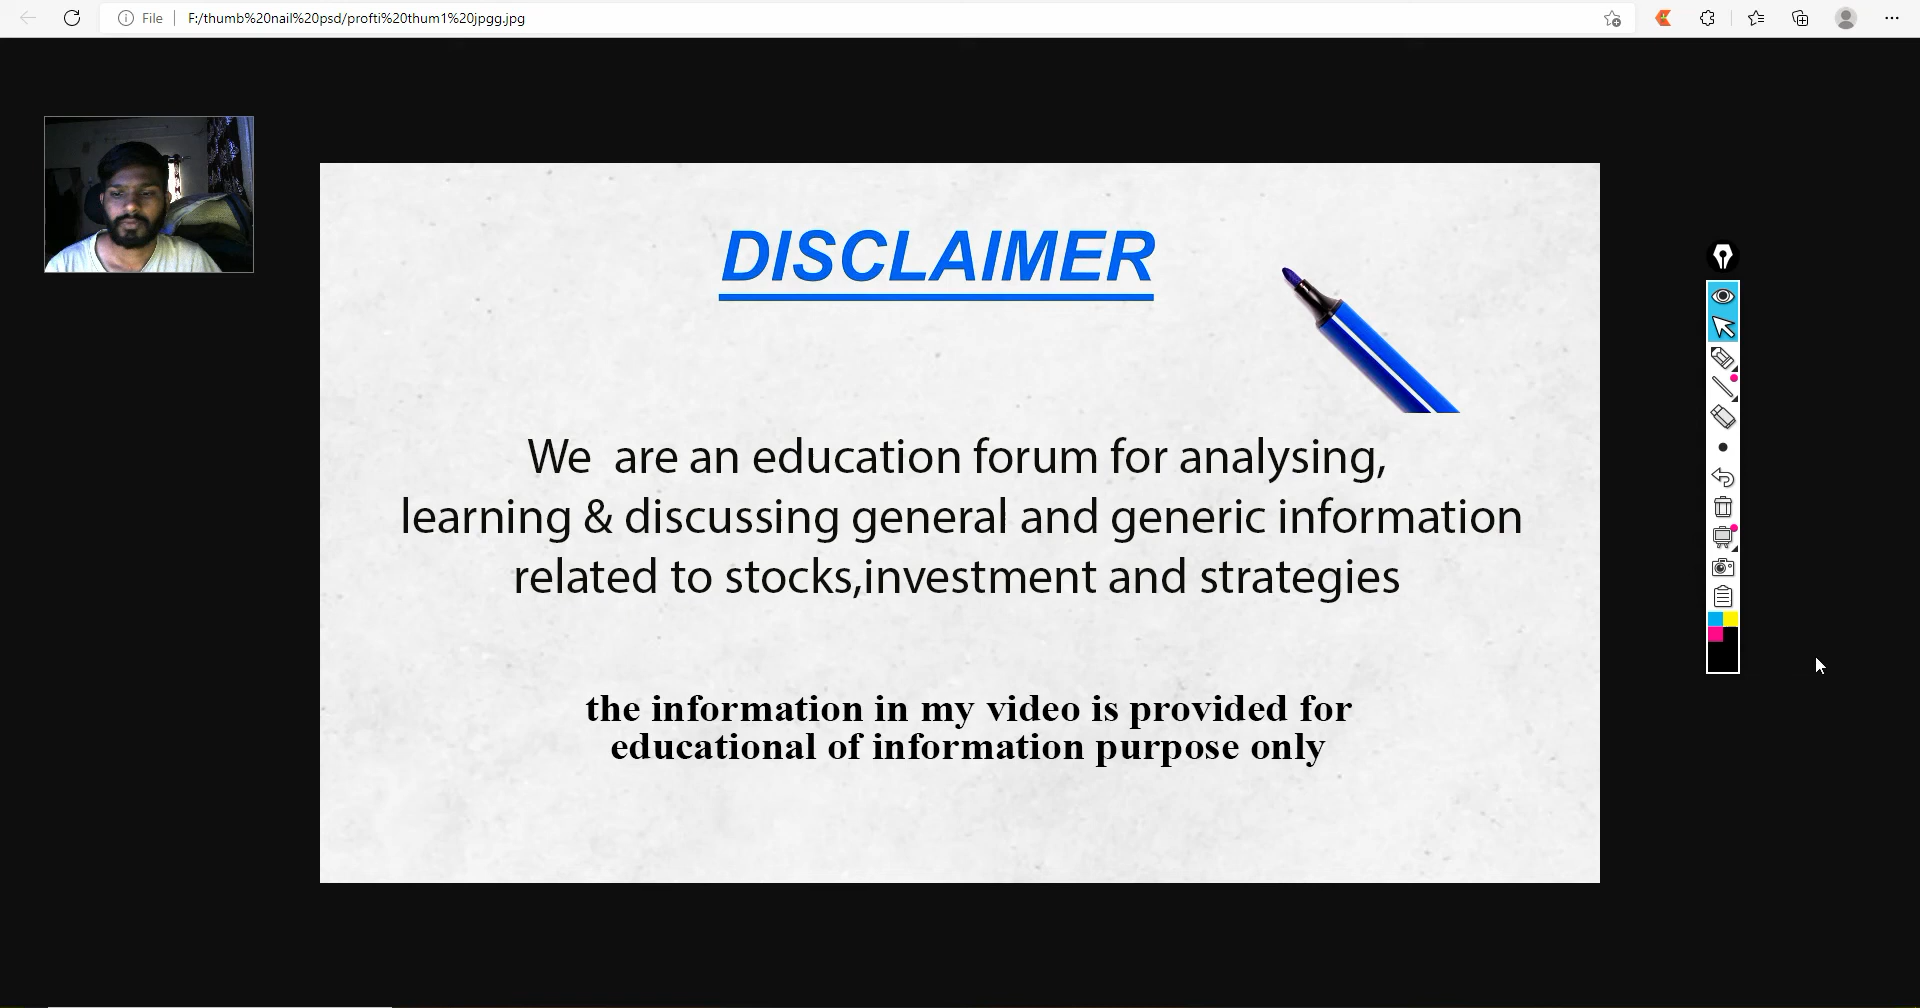 File
F:/thumb%20nail%20psd/profti%20thum1%20jpgg.jpg
DISCLAIMER
We  are an education forum for analysing,
learning & discussing general and generic information
related to stocks,investment and strategies
the information in my video is provided for
educational of information purpose only